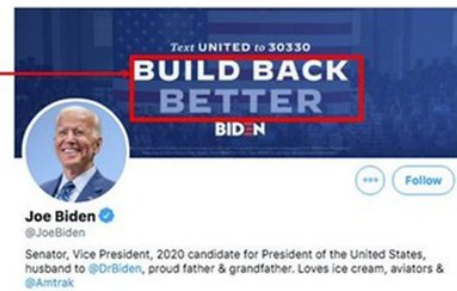 Text UNITED to 30330
BUILD BACK
BETTER
BIDEN
Follow
Joe Biden
@JoeBiden
Senator, Vice President, 2020 candidate for President of the United States,
husband to @DrBiden, proud father & grandfather. Loves ice cream, aviators &
@Amtrak